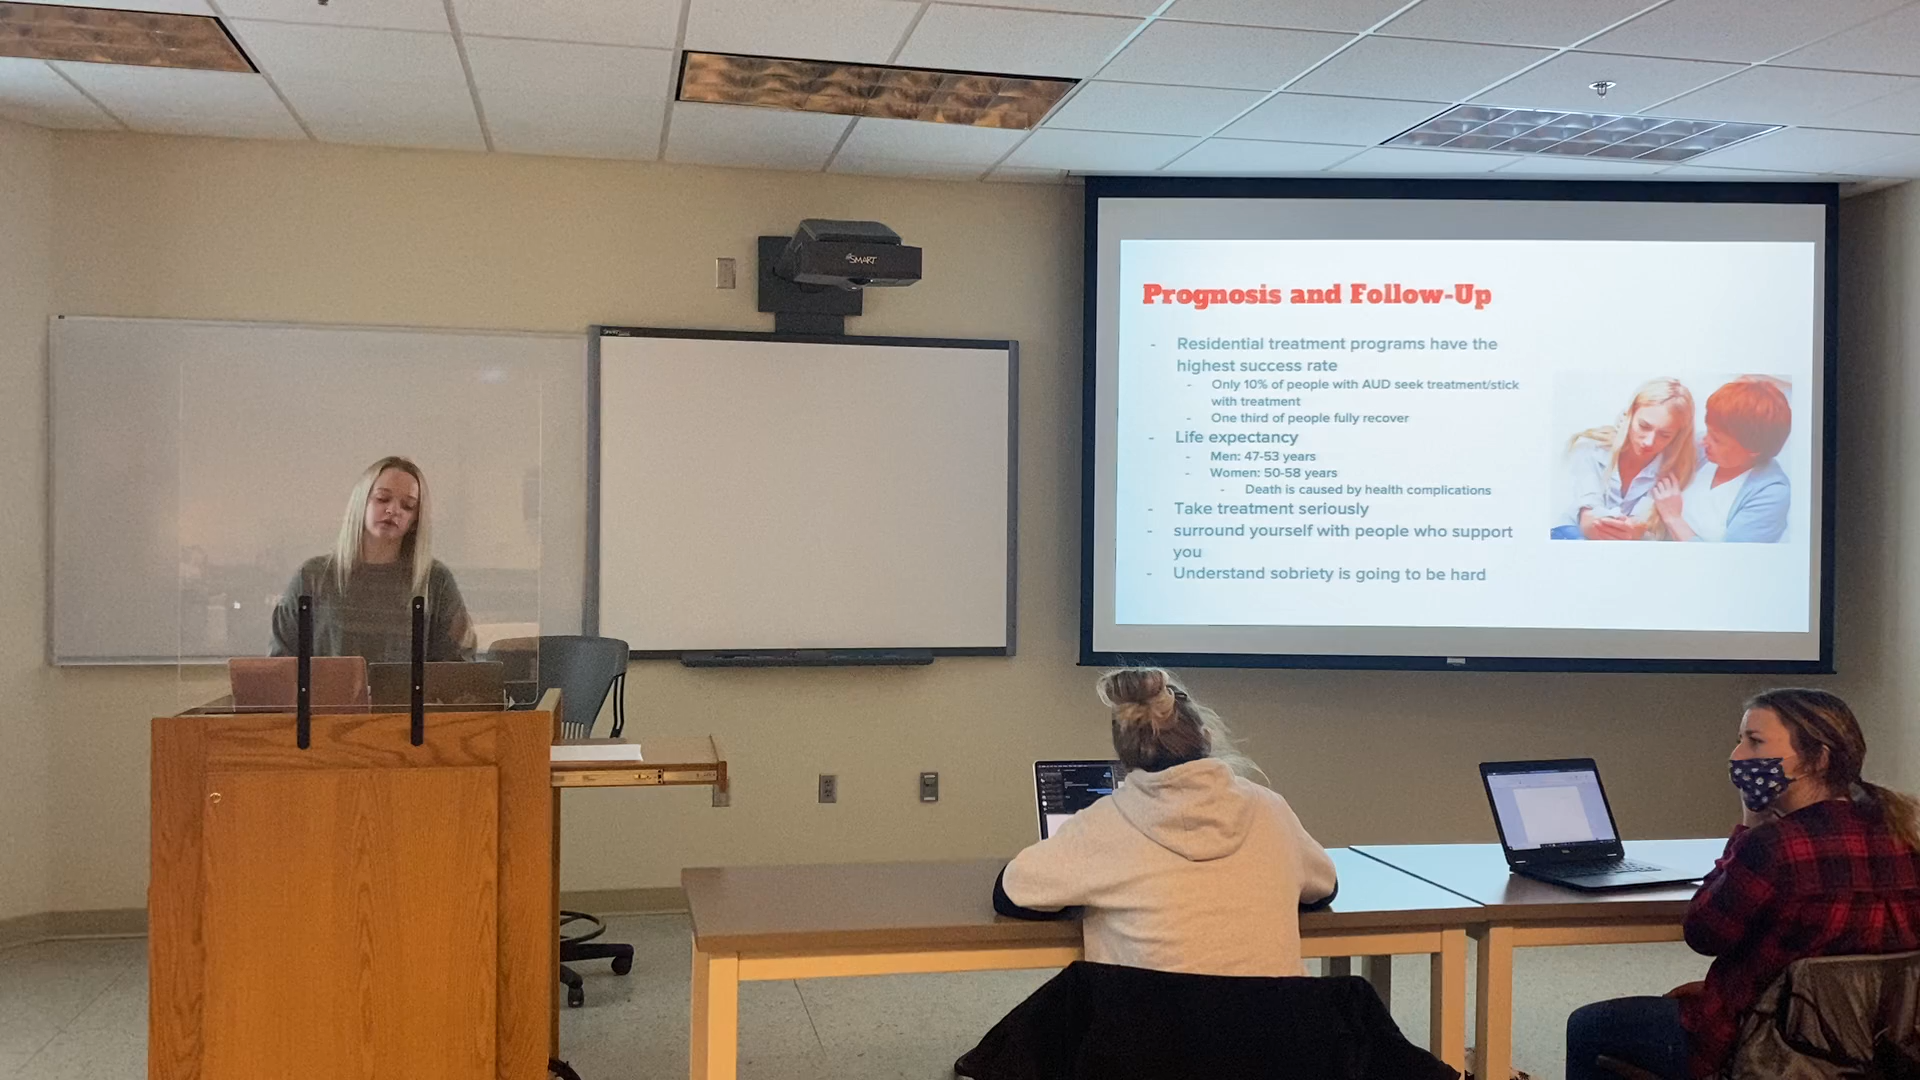 SMART
Prognosis and Follow-Up
- Residential treatment programs have the
highest success rate
- Only 10% of people with AUD seek treatment/stick
with treatment
- One third of people fully recover
- Life expectancy
- Men: 47-53 years
- Women: 50-58 years
- Death is caused by health complications
- Take treatment seriously
- surround yourself with people who support
you
- Understand sobriety is going to be hard